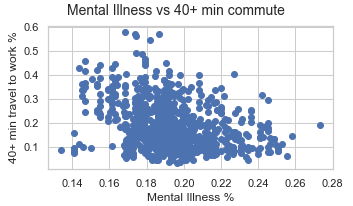 Mental Illness vs 40+ min commute
0.6
0.5
0.4
0.3
0.2
0.1
40+ min travel to work %
0.14 0.16 0.18 0.20 0.22 0.24 0.26 0.28
Mental Illness %